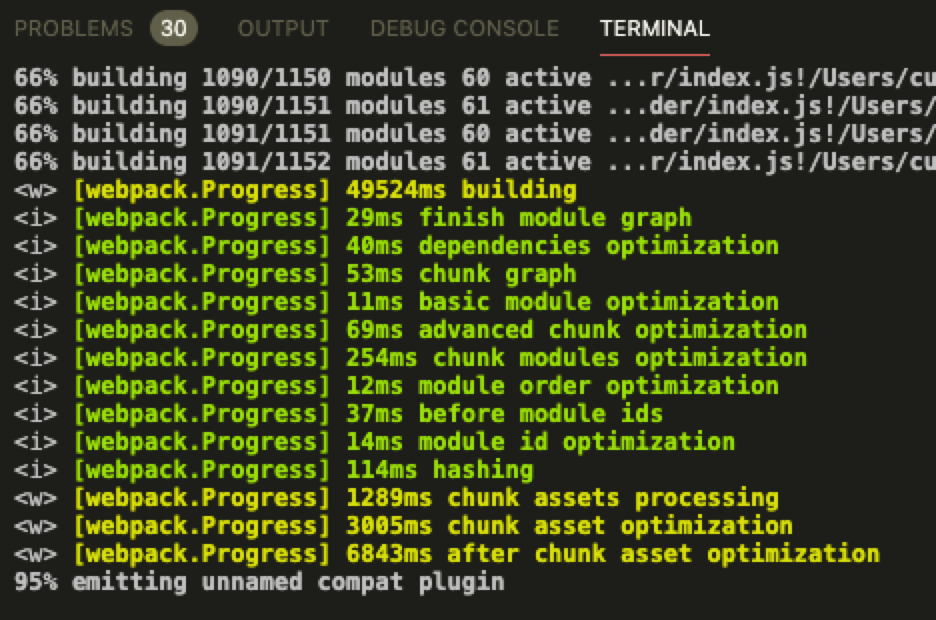 PROBLEMS 30 OUTPUT DEBUG CONSOLE TERMINAL
66% building 1090/1150 modules 60 active ...r/index.js!/Users/cu
66% building 1090/1151 modules 61 active ...der/index.js!/Users/
66% building 1091/1151 modules 60 active ...der/index.js!/Users/
66% building 1091/1152 modules 61 active ...r/index.js!/Users/cu
<w> [webpack.Progress] 49524ms building
<i> [webpack.Progress] 29ms finish module graph
<i> [webpack.Progress] 40ms dependencies optimization
<i> [webpack.Progress] 53ms chunk graph
<i> [webpack.Progress] 11ms basic module optimization
<i> [webpack.Progress] 69ms advanced chunk optimization
<i> [webpack.Progress] 254ms chunk modules optimization
<i> [webpack.Progress] 12ms module order optimization
<i> [webpack.Progress] 37ms before module ids
<i> [webpack.Progress] 14ms module id optimization
<i> [webpack.Progress] 114ms hashing
<w> [webpack.Progress] 1289ms chunk assets processing
<w> [webpack.Progress] 3005ms chunk asset optimization
<w> [webpack.Progress] 6843ms after chunk asset optimization
95% emitting unnamed compat plugin